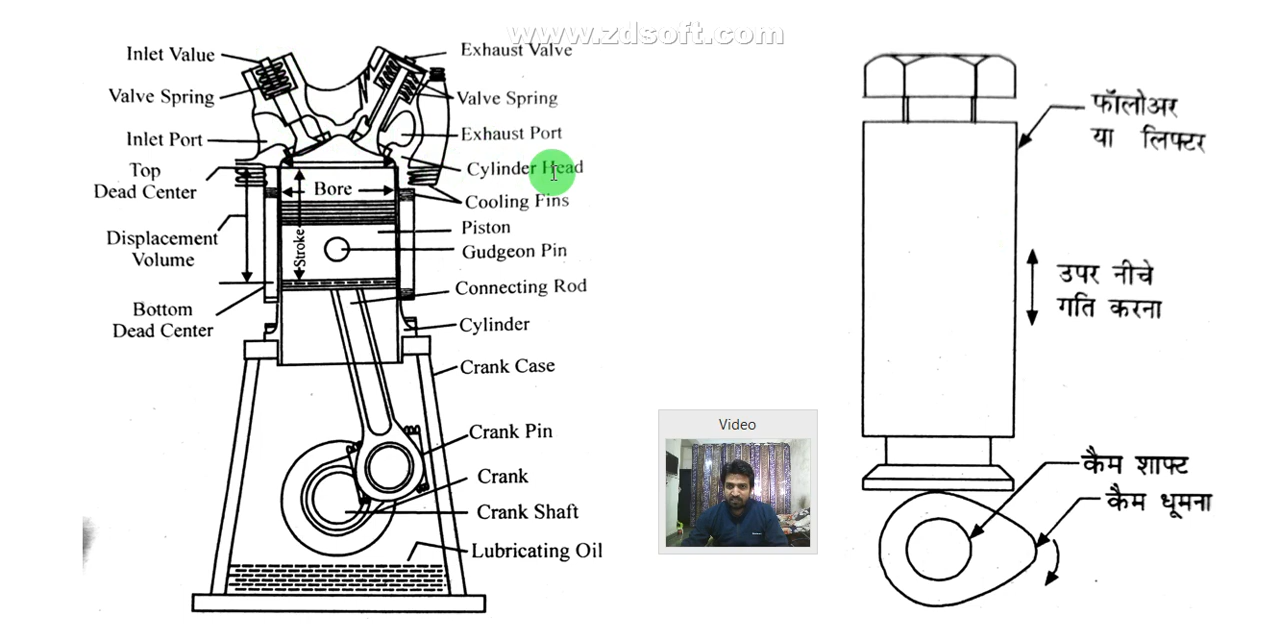 www.zdsoft.com
Inlet Value
Valve Spring
Inlet Port
Top
Dead Center
Displacement
Volume
Bottom
Dead Center
Bore
Stroke
Exhaust Valve
Valve Spring
Exhaust Port
Cylinder Head
Cooling Fins
Piston
Gudgeon Pin
Connecting Rod
Cylinder
Crank Case
Crank Pin
Crank
Crank Shaft
Lubricating Oil
Video
फॉलोअर
या लिफ्टर
उपर नीचे
गति करना
कैम शाफ्ट
कैम घूमना